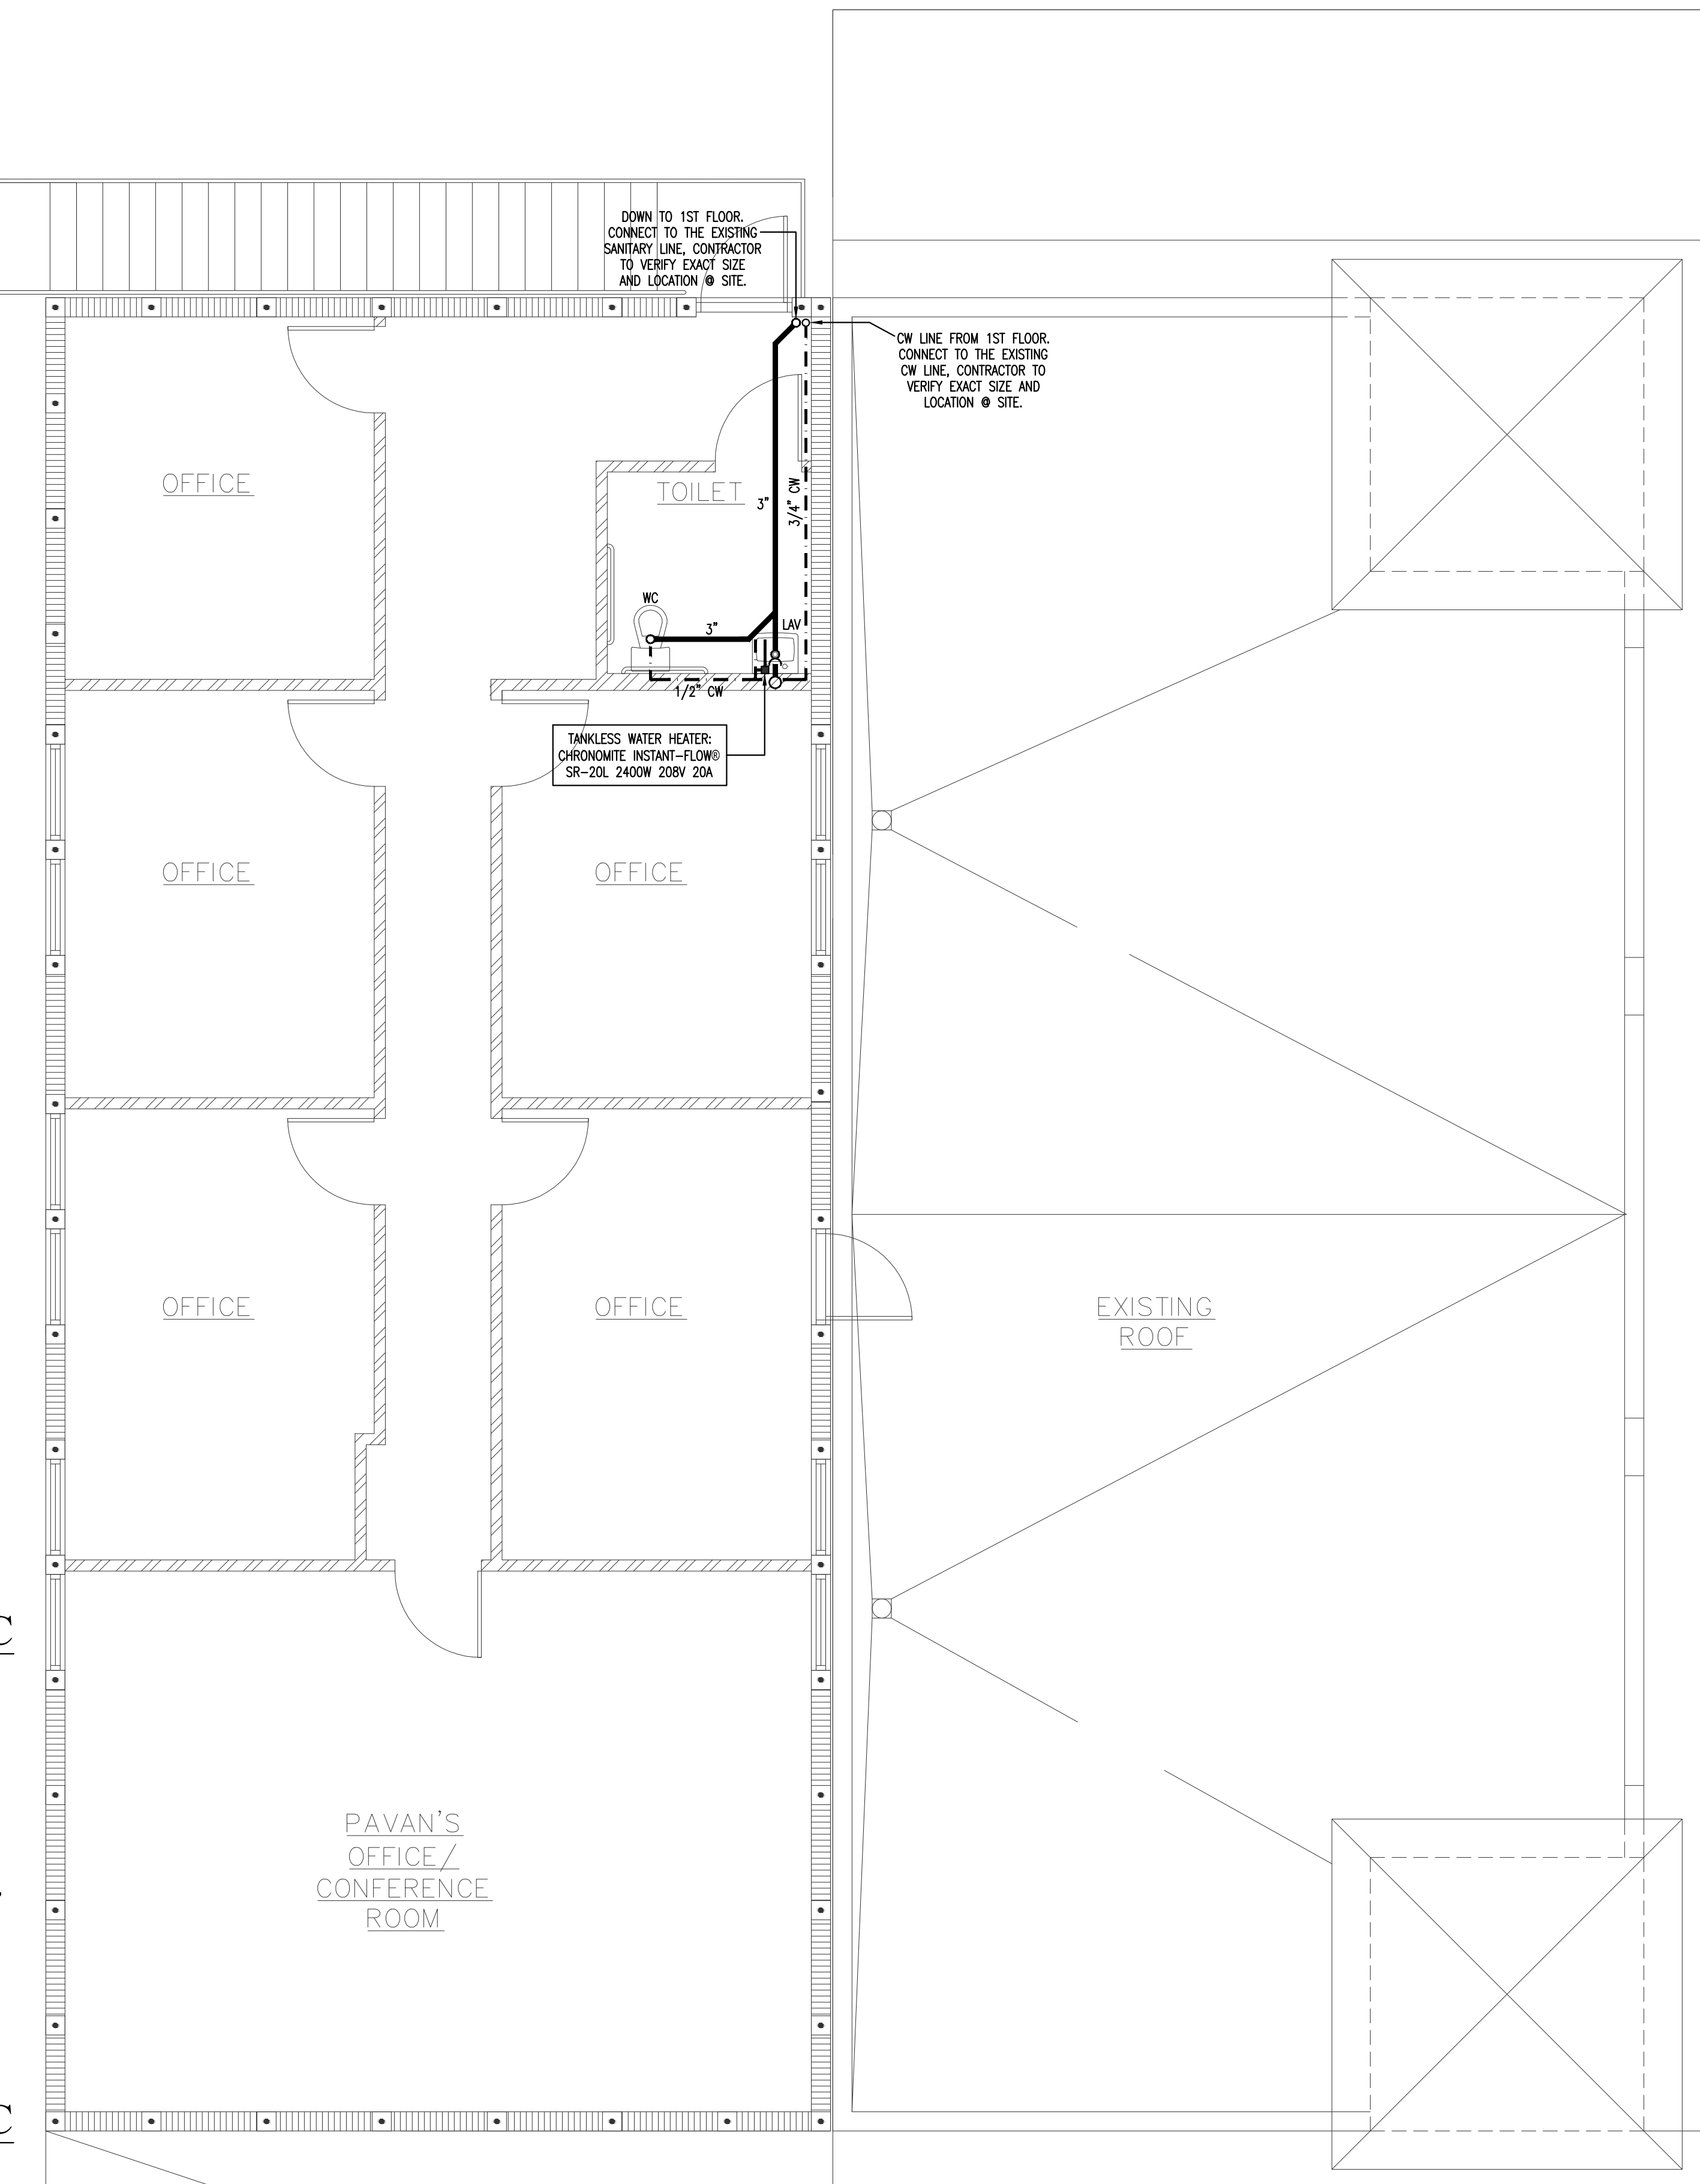 DOWN TO 1ST FLOOR.
CONNECT TO THE EXISTING
SANITARY LINE, CONTRACTOR
TO VERIFY EXACT SIZE
AND LOCATION @ SITE.
CW LINE FROM 1ST FLOOR.
CONNECT TO THE EXISTING
CW LINE, CONTRACTOR TO
VERIFY EXACT SIZE AND
LOCATION @ SITE.
OFFICE
TOILET
3"
3/4" CW
WC
3"
LAV
1/2" CW
TANKLESS WATER HEATER:
CHRONOMITE INSTANT-FLOW®
SR-20L 2400W 208V 20A
OFFICE
OFFICE
OFFICE
OFFICE
EXISTING
ROOF
PAVAN'S
OFFICE/
CONFERENCE
ROOM